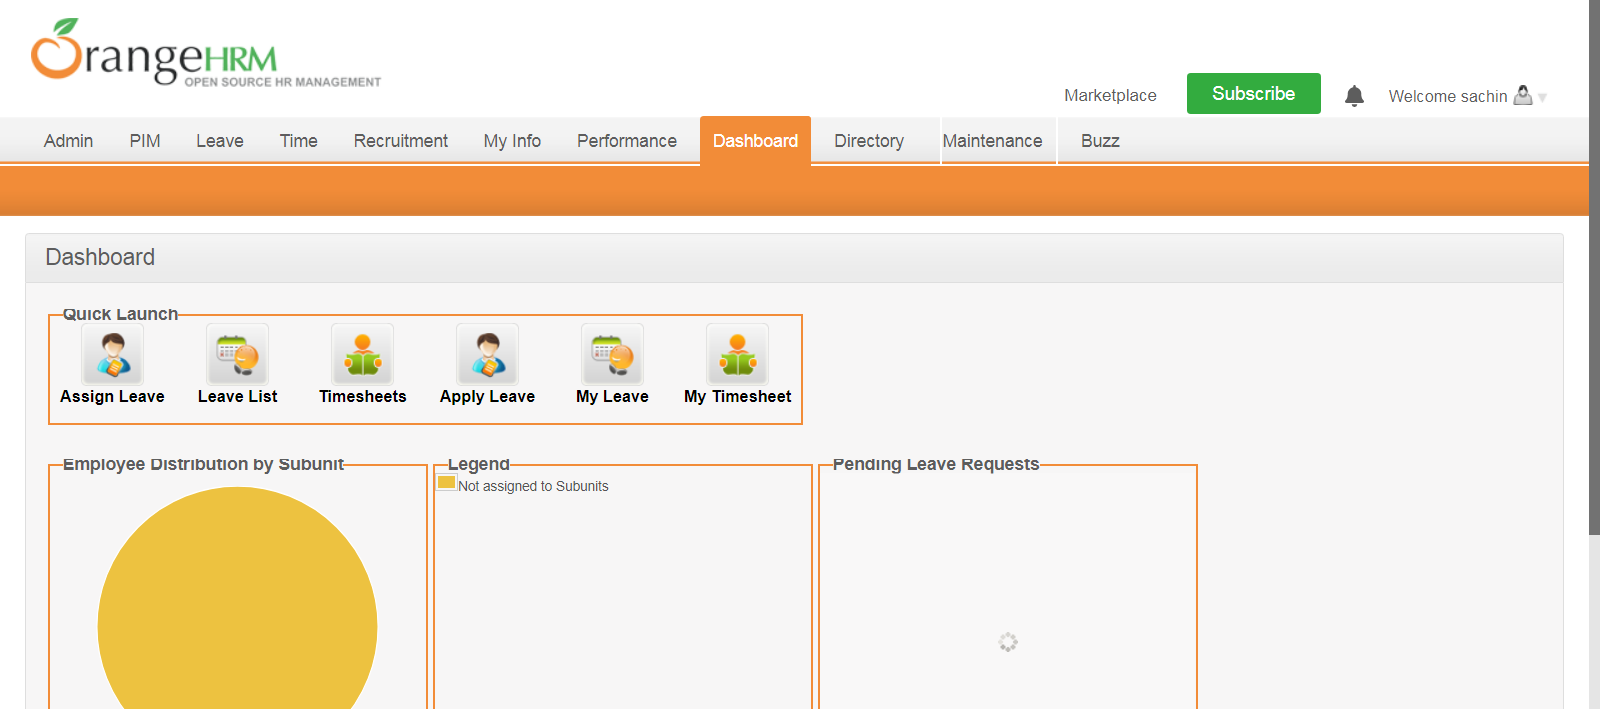 OrangeHRM
OPEN SOURCE HR MANAGEMENT
Marketplace Subscribe Welcome sachin
Admin PIM Leave Time Recruitment My Info Performance Dashboard Directory Maintenance Buzz
Dashboard
Quick Launch
Assign Leave Leave List Timesheets Apply Leave My Leave My Timesheet
Employee Distribution by Subunit Legend Pending Leave Requests
Not assigned to Subunits